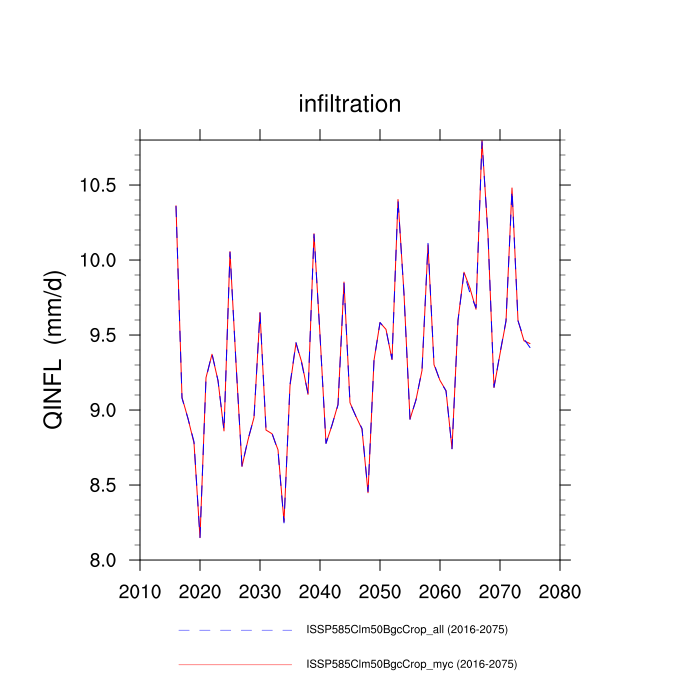 infiltration
QINFL (mm/d)
10.5
10.0
9.5
9.0
8.5
8.0
2010 2020 2030 2040 2050 2060 2070 2080
ISSP585Clm50BgcCrop_all (2016-2075)
ISSP585Clm50BgcCrop_myc (2016-2075)